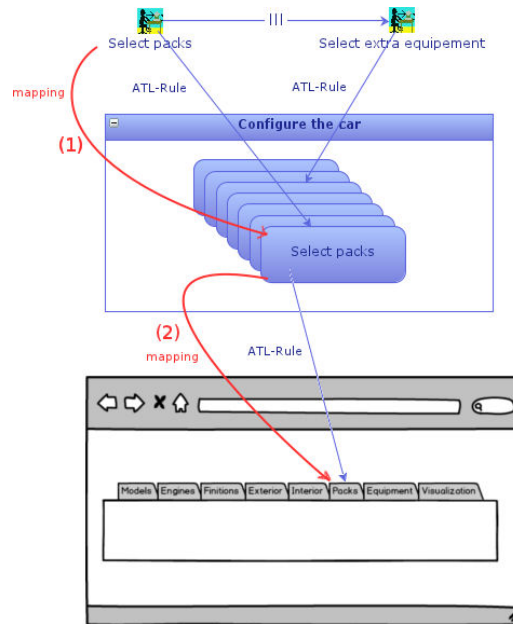 III
Select packs
Select extra equipement
mapping
ATL-Rule
ATL-Rule
Configure the car
(1)
Select packs
(2)
mapping
ATL-Rule
Models Engines Finitions Exterior Interior Packs Equipment Visualization